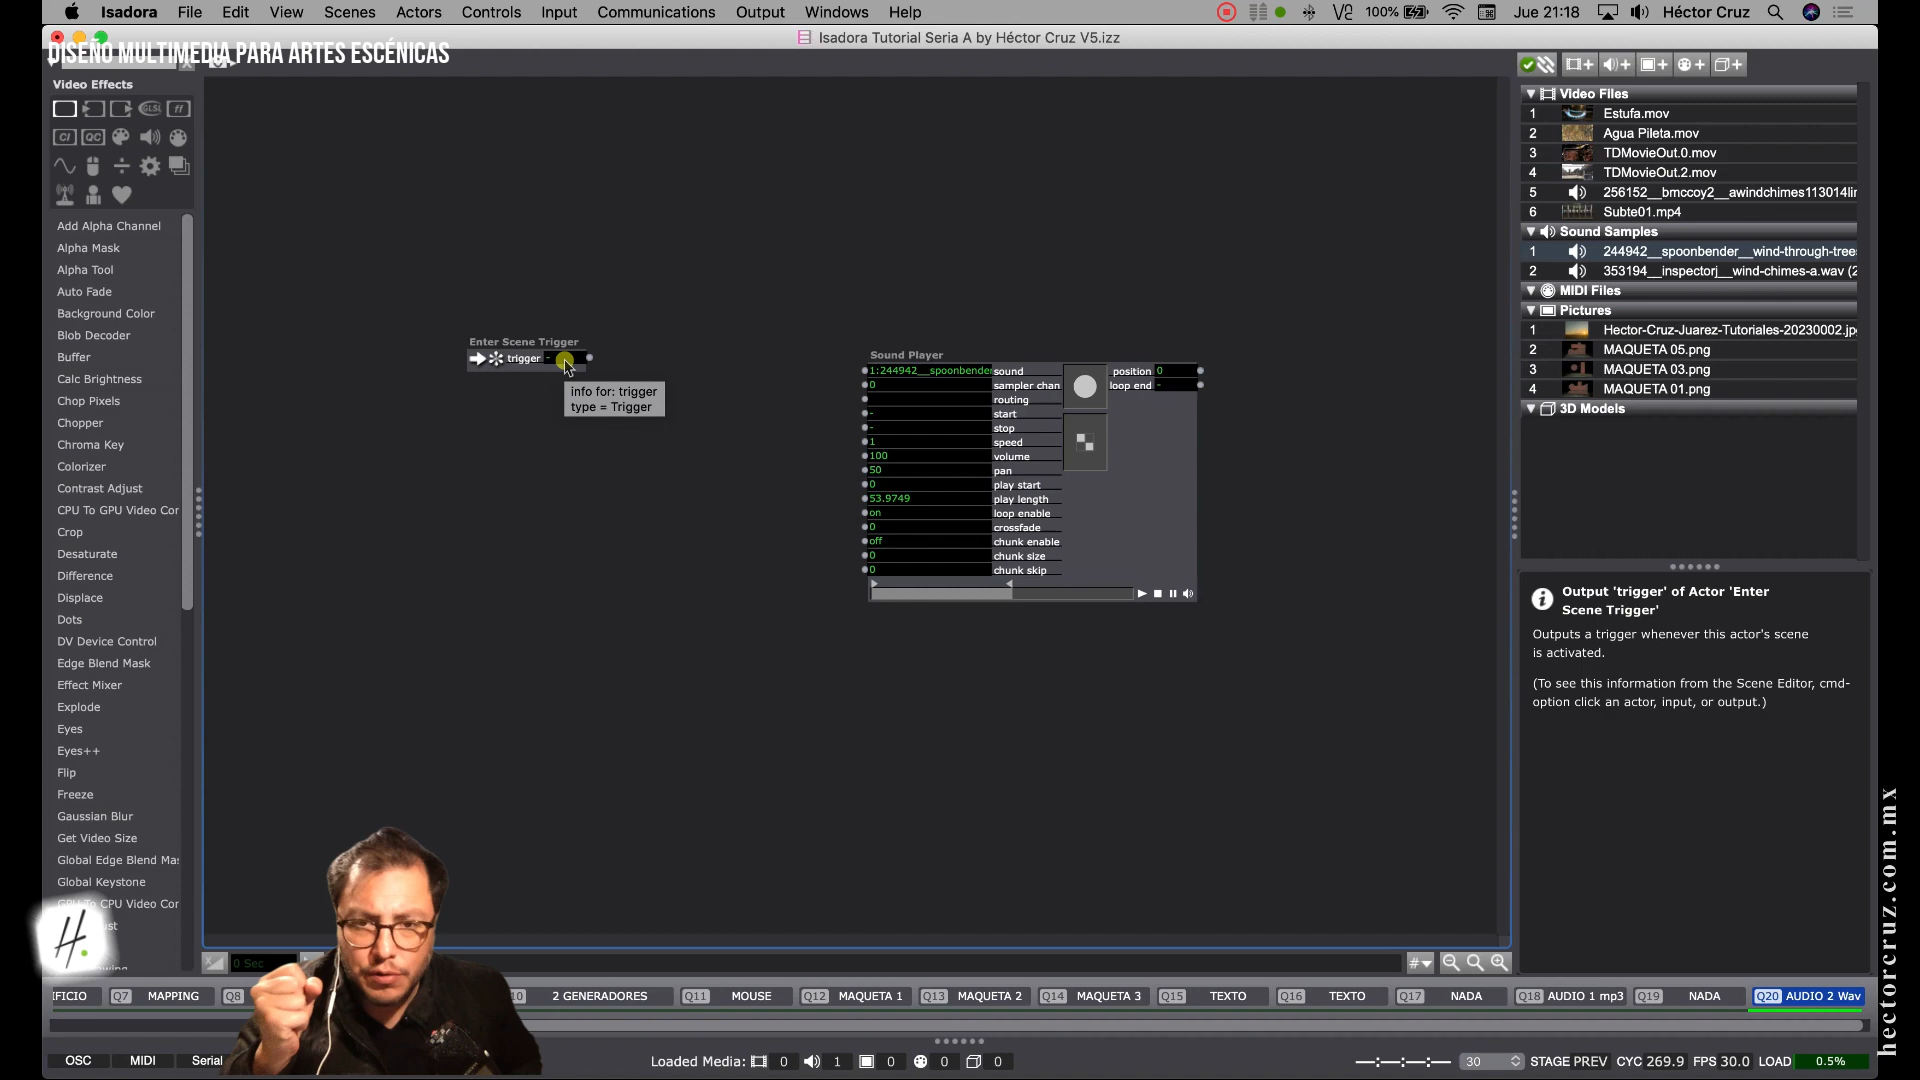 Isadora File Edit View Scenes Actors Controls Input Communications Output Windows Help
100% Jue 21:18 Héctor Cruz
Isadora Tutorial Seria A by Héctor Cruz V5.izz
DISEÑO MULTIMEDIA PARA ARTES ESCÉNICAS
Video Effects
GLSL ff
CI QC
Add Alpha Channel
Alpha Mask
Alpha Tool
Auto Fade
Background Color
Blob Decoder
Buffer
Calc Brightness
Chop Pixels
Chopper
Chroma Key
Colorizer
Contrast Adjust
CPU To GPU Video Cor
Crop
Desaturate
Difference
Displace
Dots
DV Device Control
Edge Blend Mask
Effect Mixer
Explode
Eyes
Eyes++
Flip
Freeze
Gaussian Blur
Get Video Size
Global Edge Blend Ma
Global Keystone
GPU To CPU Video Cor
Enter Scene Trigger
trigger -
info for: trigger
type = Trigger
Sound Player
1:244942__spoonbender sound position 0
0 sampler chan loop end -
routing
- start
- stop
1 speed
100 volume
50 pan
0 play start
53.9749 play length
on loop enable
0 crossfade
off chunk enable
0 chunk size
0 chunk skip
Video Files
1 Estufa.mov
2 Agua Pileta.mov
3 TDMovieOut.0.mov
4 TDMovieOut.2.mov
5 256152__bmccoy2__awindchimes113014lir
6 Subte01.mp4
Sound Samples
1 244942__spoonbender__wind-through-tree
2 353194__inspectorj__wind-chimes-a.wav (2
MIDI Files
Pictures
1 Hector-Cruz-Juarez-Tutoriales-20230002.jp
2 MAQUETA 05.png
3 MAQUETA 03.png
4 MAQUETA 01.png
3D Models
Output 'trigger' of Actor 'Enter
Scene Trigger'
Outputs a trigger whenever this actor's scene
is activated.
(To see this information from the Scene Editor, cmd-
option click an actor, input, or output.)
hectorcruz.com.mx
H.
0 Sec
#
IFICIO Q7 MAPPING Q8 10 2 GENERADORES Q11 MOUSE Q12 MAQUETA 1 Q13 MAQUETA 2 Q14 MAQUETA 3 Q15 TEXTO Q16 TEXTO Q17 NADA Q18 AUDIO 1 mp3 Q19 NADA Q20 AUDIO 2 Wav
OSC MIDI Serial Loaded Media: 0 1 0 0 0 30 STAGE PREV CYC 269.9 FPS 30.0 LOAD 0.5%